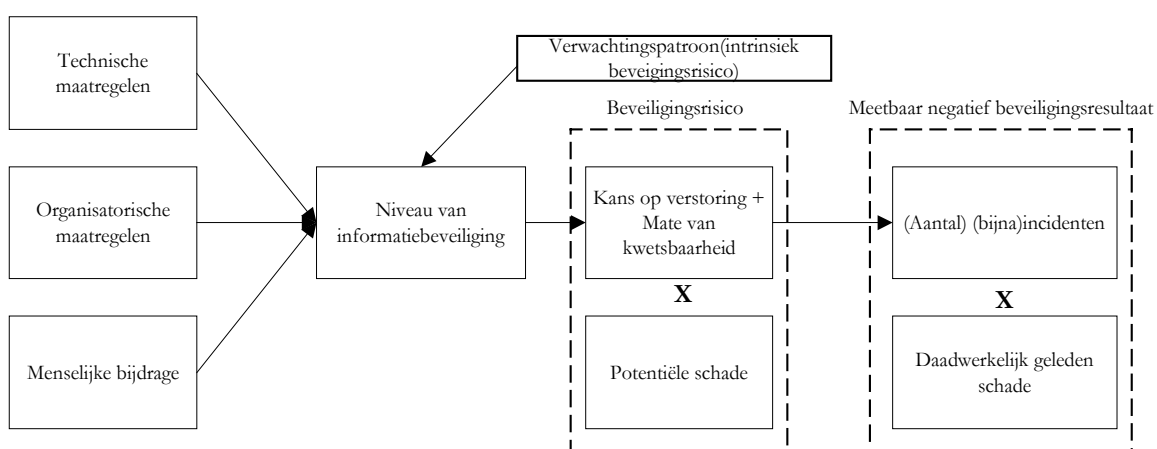 Technische
maatregelen
Verwachtingspatroon(intrinsiek
beveigingsrisico)
Beveiligingsrisico
Meetbaar negatief beveiligingsresultaat
Organisatorische
maatregelen
Niveau van
informatiebeveiliging
Kans op verstoring +
Mate van
kwetsbaarheid
(Aantal) (bijna)incidenten
X
X
Menselijke bijdrage
Potentiële schade
Daadwerkelijk geleden
schade